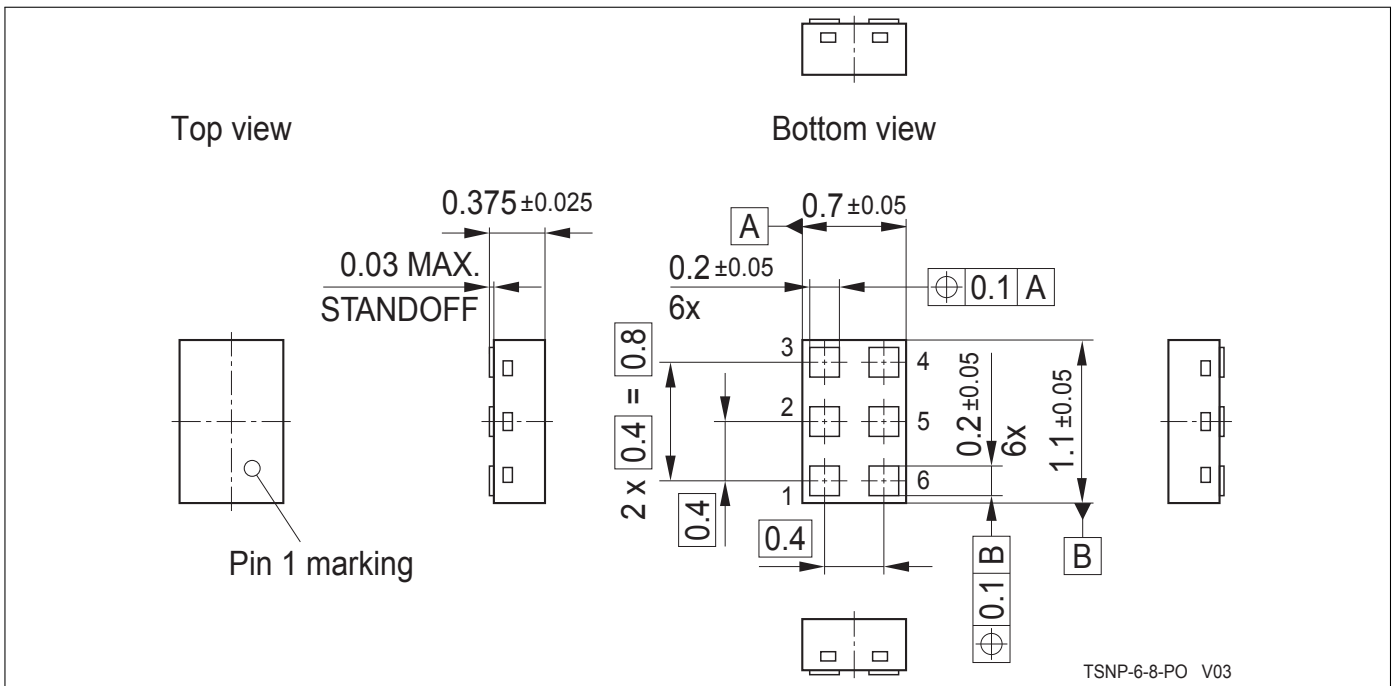 Top view
Bottom view
0.375 ±0.025
0.7 ±0.05
A
0.03 MAX.
STANDOFF
0.2 ±0.05
6x
0.1 A
2 x 0.4 = 0.8
0.4
3
4
2
5
1
6
0.2 ±0.05
6x
1.1 ±0.05
0.4
0.1 B
B
Pin 1 marking
TSNP-6-8-PO V03